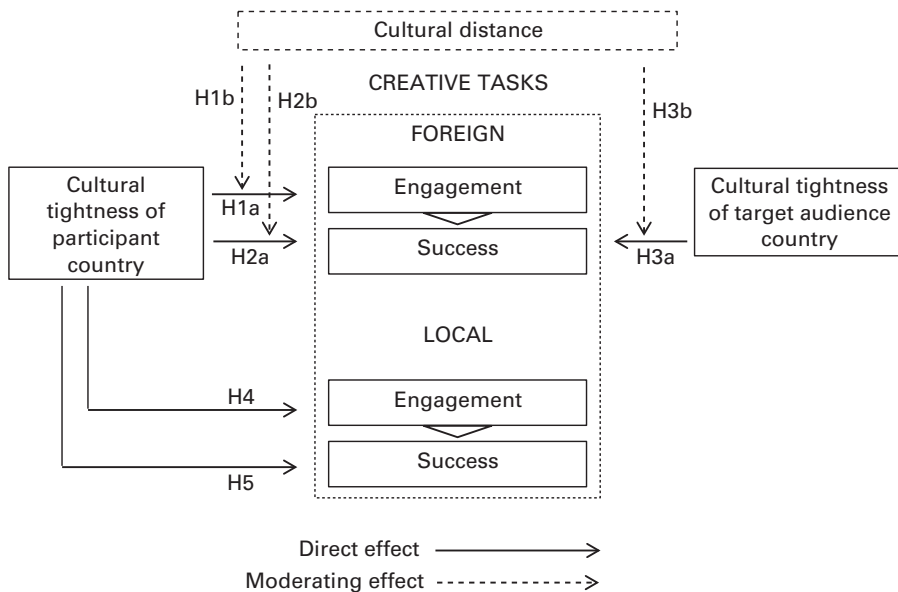 Cultural distance
CREATIVE TASKS
H1b
H2b
H3b
FOREIGN
Cultural
tightness of
participant
country
H1a
H2a
Engagement
Success
H3a
Cultural tightness
of target audience
country
LOCAL
H4
Engagement
H5
Success
Direct effect
Moderating effect